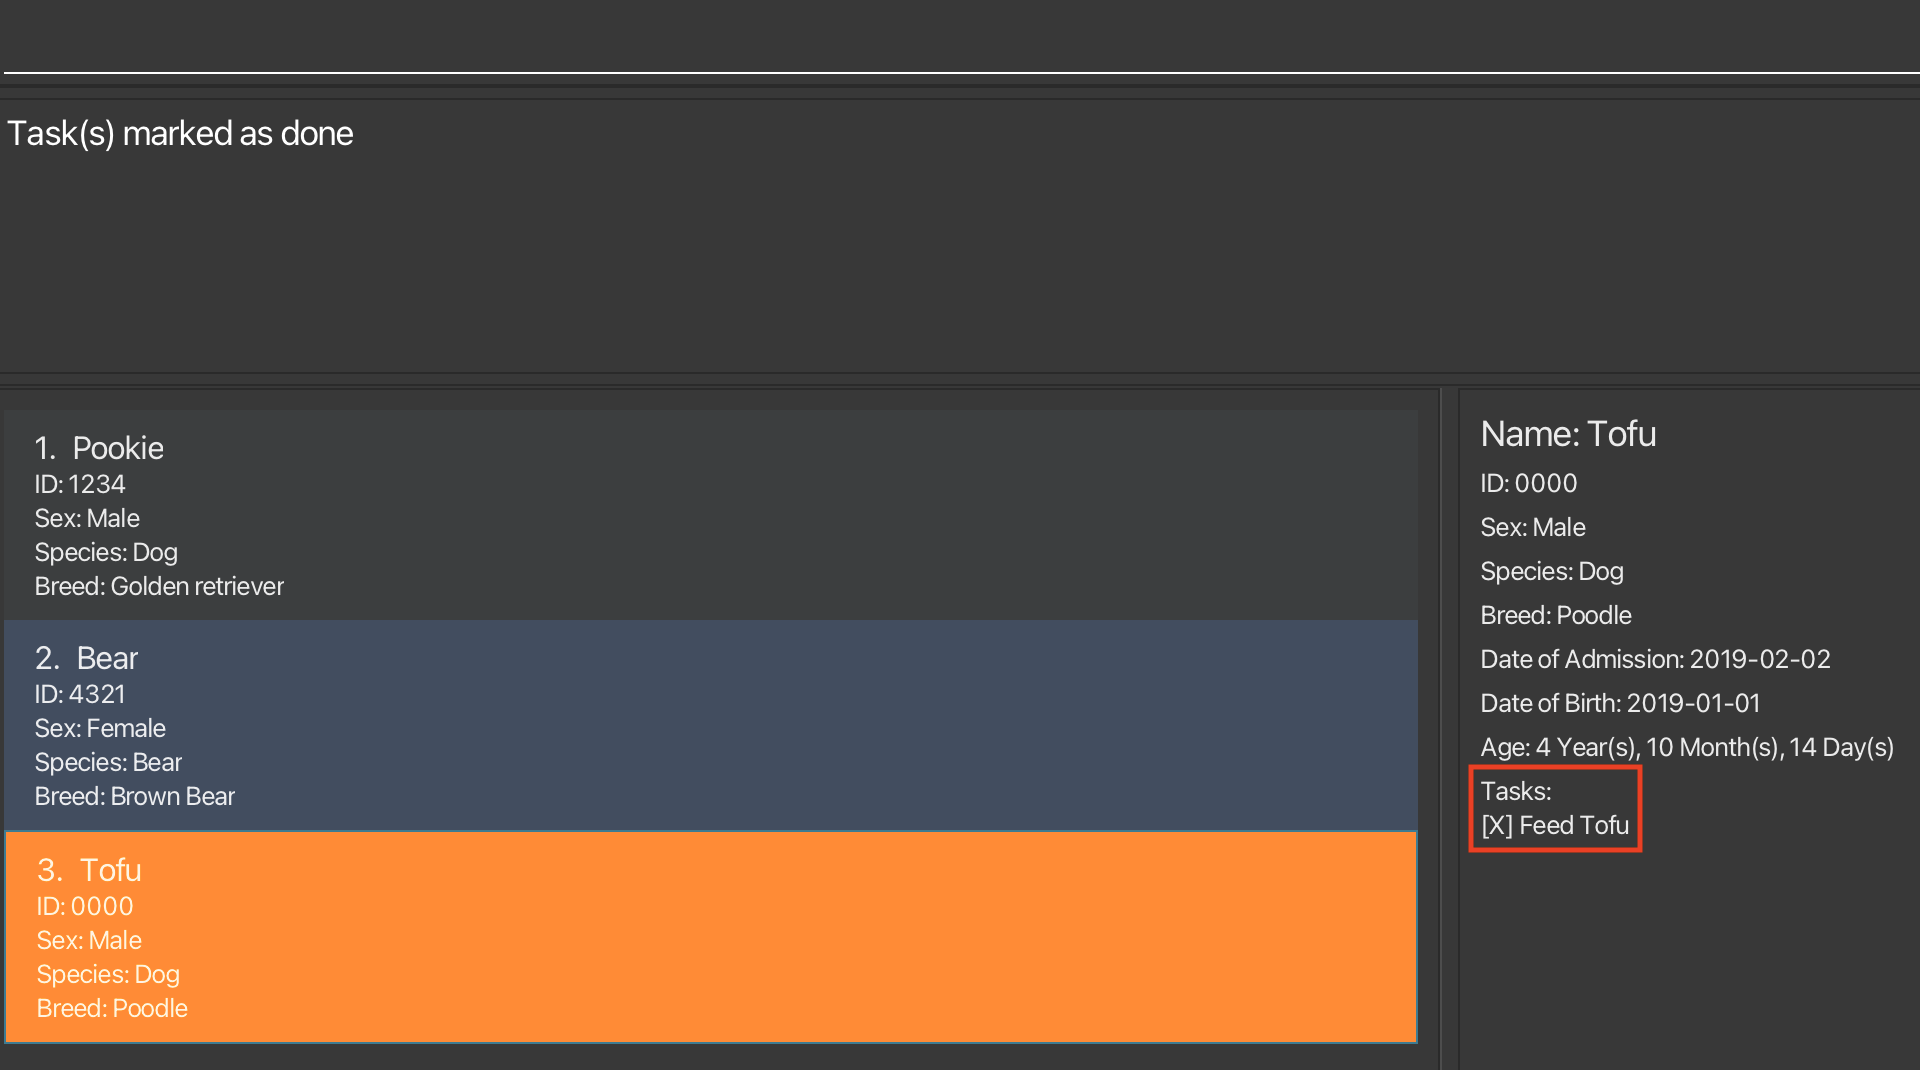 Task(s) marked as done
1. Pookie
ID: 1234
Sex: Male
Species: Dog
Breed: Golden retriever
2. Bear
ID: 4321
Sex: Female
Species: Bear
Breed: Brown Bear
3. Tofu
ID: 0000
Sex: Male
Species: Dog
Breed: Poodle
Name: Tofu
ID: 0000
Sex: Male
Species: Dog
Breed: Poodle
Date of Admission: 2019-02-02
Date of Birth: 2019-01-01
Age: 4 Year(s), 10 Month(s), 14 Day(s)
Tasks:
[X] Feed Tofu